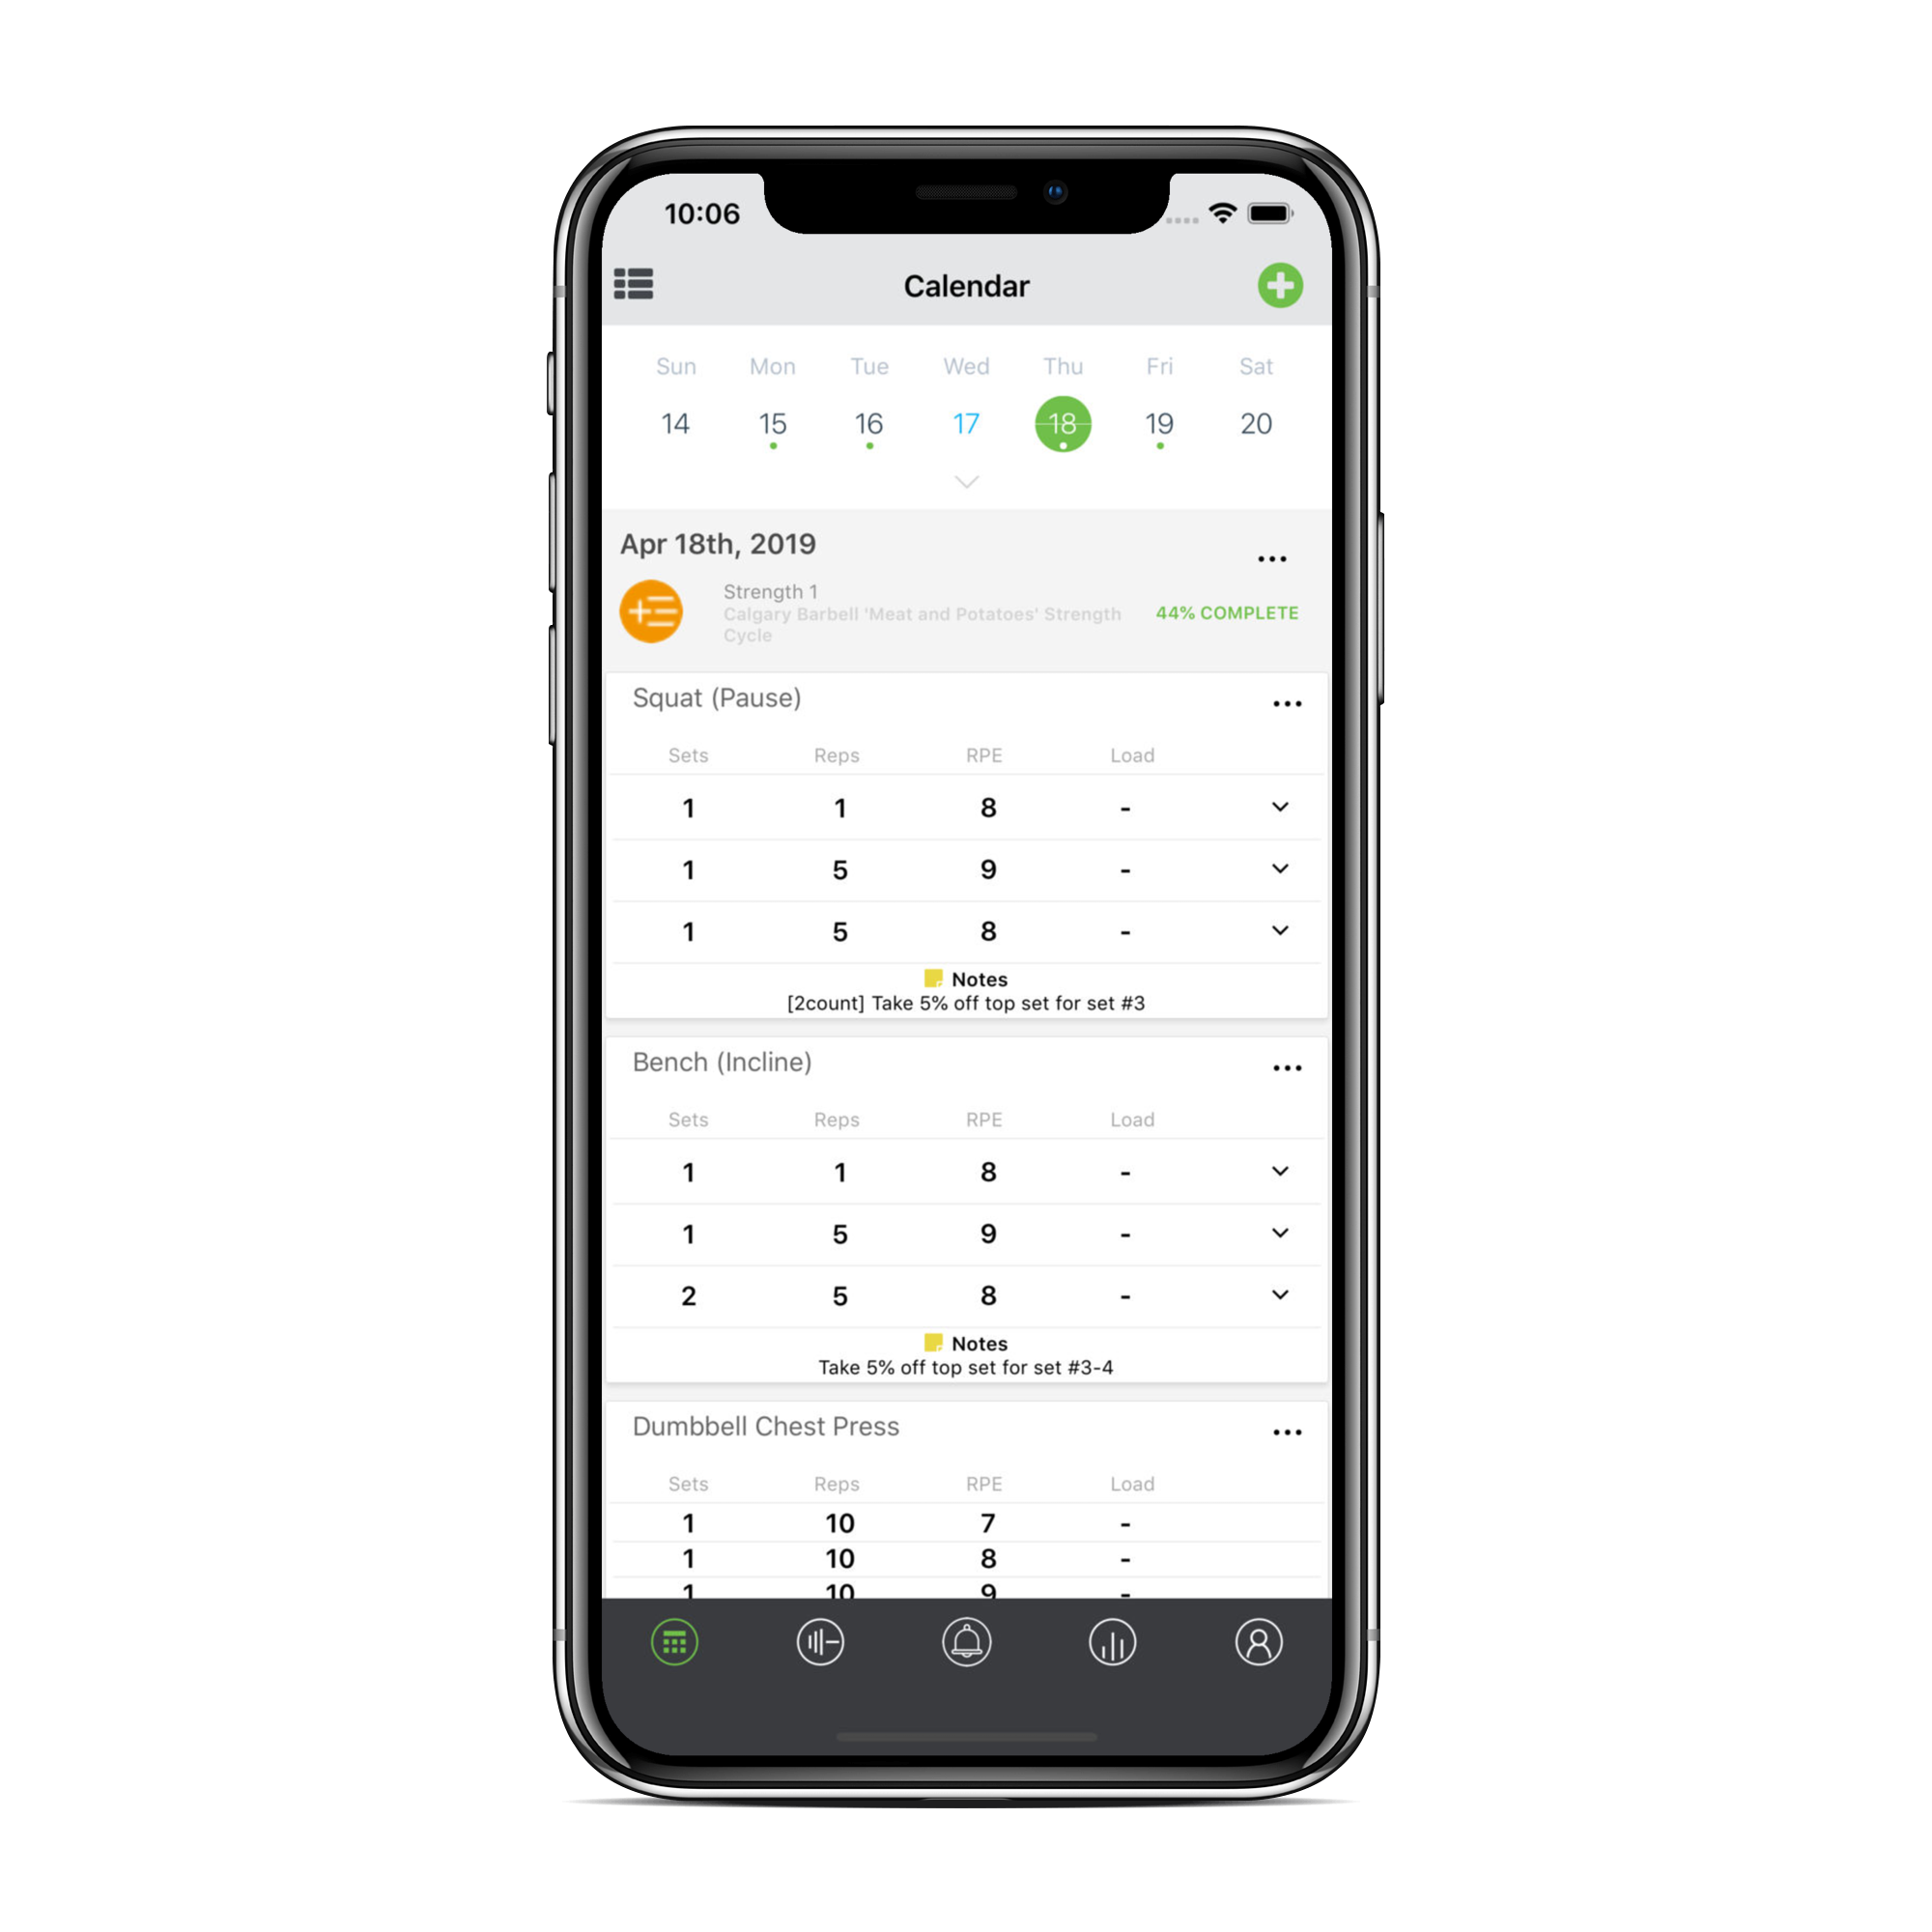 10:06
Calendar
Sun Mon Tue Wed Thu Fri Sat
14 15 16 17 18 19 20
Apr 18th, 2019
Strength 1
Calgary Barbell 'Meat and Potatoes' Strength
Cycle
44% COMPLETE
Squat (Pause)
Sets Reps RPE Load
1 1 8 -
1 5 9 -
1 5 8 -
Notes
[2count] Take 5% off top set for set #3
Bench (Incline)
Sets Reps RPE Load
1 1 8 -
1 5 9 -
2 5 8 -
Notes
Take 5% off top set for set #3-4
Dumbbell Chest Press
Sets Reps RPE Load
1 10 7 -
1 10 8 -
1 10 9 -